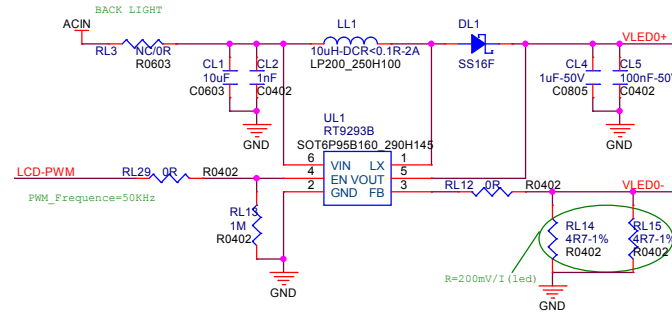 BACK LIGHT
ACIN
RL3
NC/0R
R0603
CL1
10uF
C0603
CL2
1nF
C0402
GND
LL1
10uH-DCR<0.1R-2A
LP200_250H100
DL1
SS16F
VLED0+
CL4
1uF-50V
C0805
CL5
100nF-50V
C0402
GND
UL1
RT9293B
SOT6P95B160_290H145
6 VIN LX 1
4 EN VOUT 5
2 GND FB 3
LCD-PWM
RL29 0R R0402
PWM_Frequence=50KHz
RL13
1M
R0402
GND
RL12 0R R0402
VLED0-
RL14
4R7-1%
R0402
RL15
4R7-1%
R0402
R=200mV/I(led)
GND